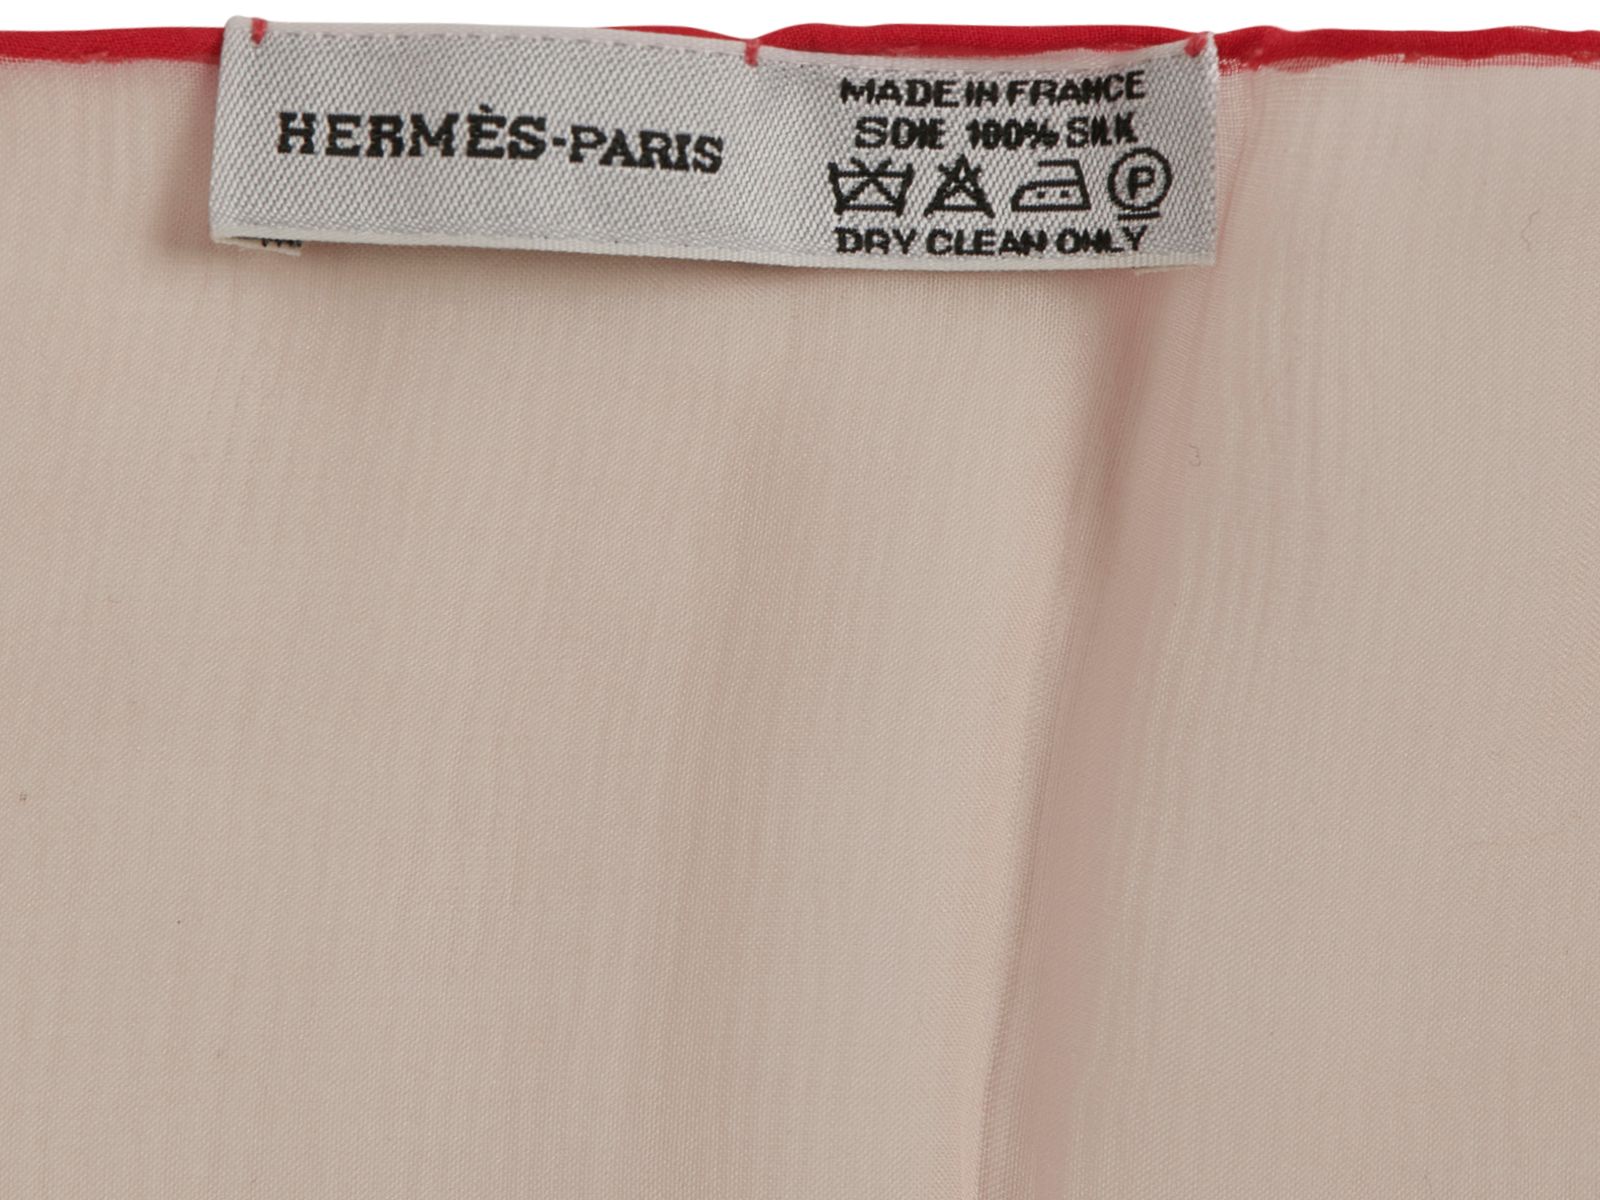 HERMÈS-PARIS
MADE IN FRANCE
SOIE 100% SILK
P
DRY CLEAN ONLY